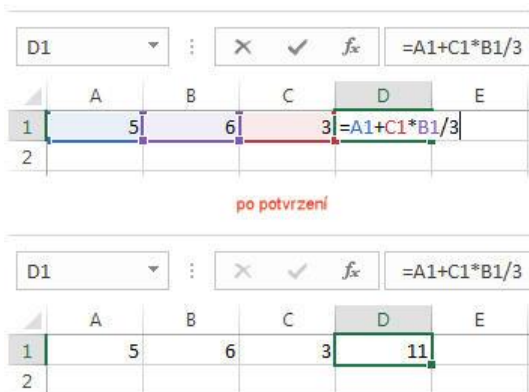 D1 fx =A1+C1*B1/3
A B C D E
1 5 6 3 =A1+C1*B1/3
2
po potvrzení
D1 fx =A1+C1*B1/3
A B C D E
1 5 6 3 11
2